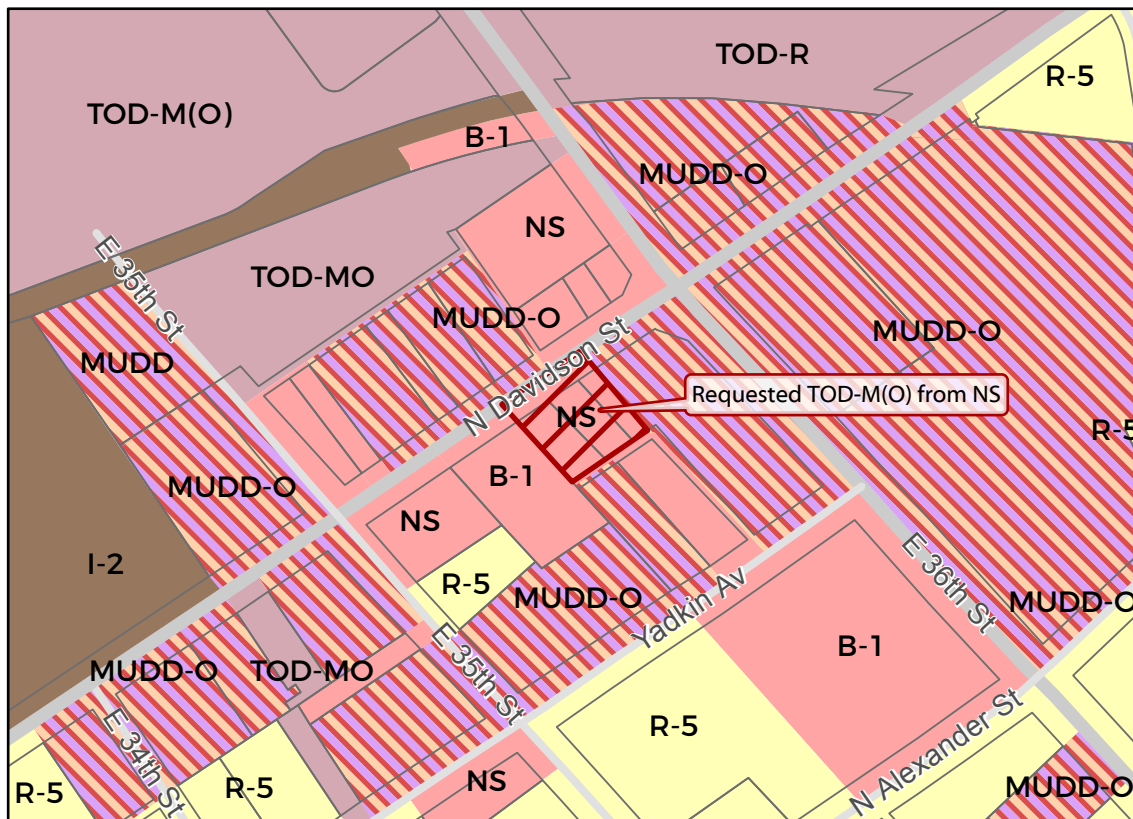 TOD-R
R-5
TOD-M(O)
B-1
MUDD-O
NS
E 35th St
TOD-MO
MUDD-O
MUDD-O
MUDD
N Davidson St
Requested TOD-M(O) from NS
NS
R-5
B-1
MUDD-O
NS
E 36th St
I-2
R-5
MUDD-O
MUDD-O
Yadkin Av
B-1
E 35th St
MUDD-O
TOD-MO
R-5
N Alexander St
E 34th St
NS
R-5
R-5
MUDD-O